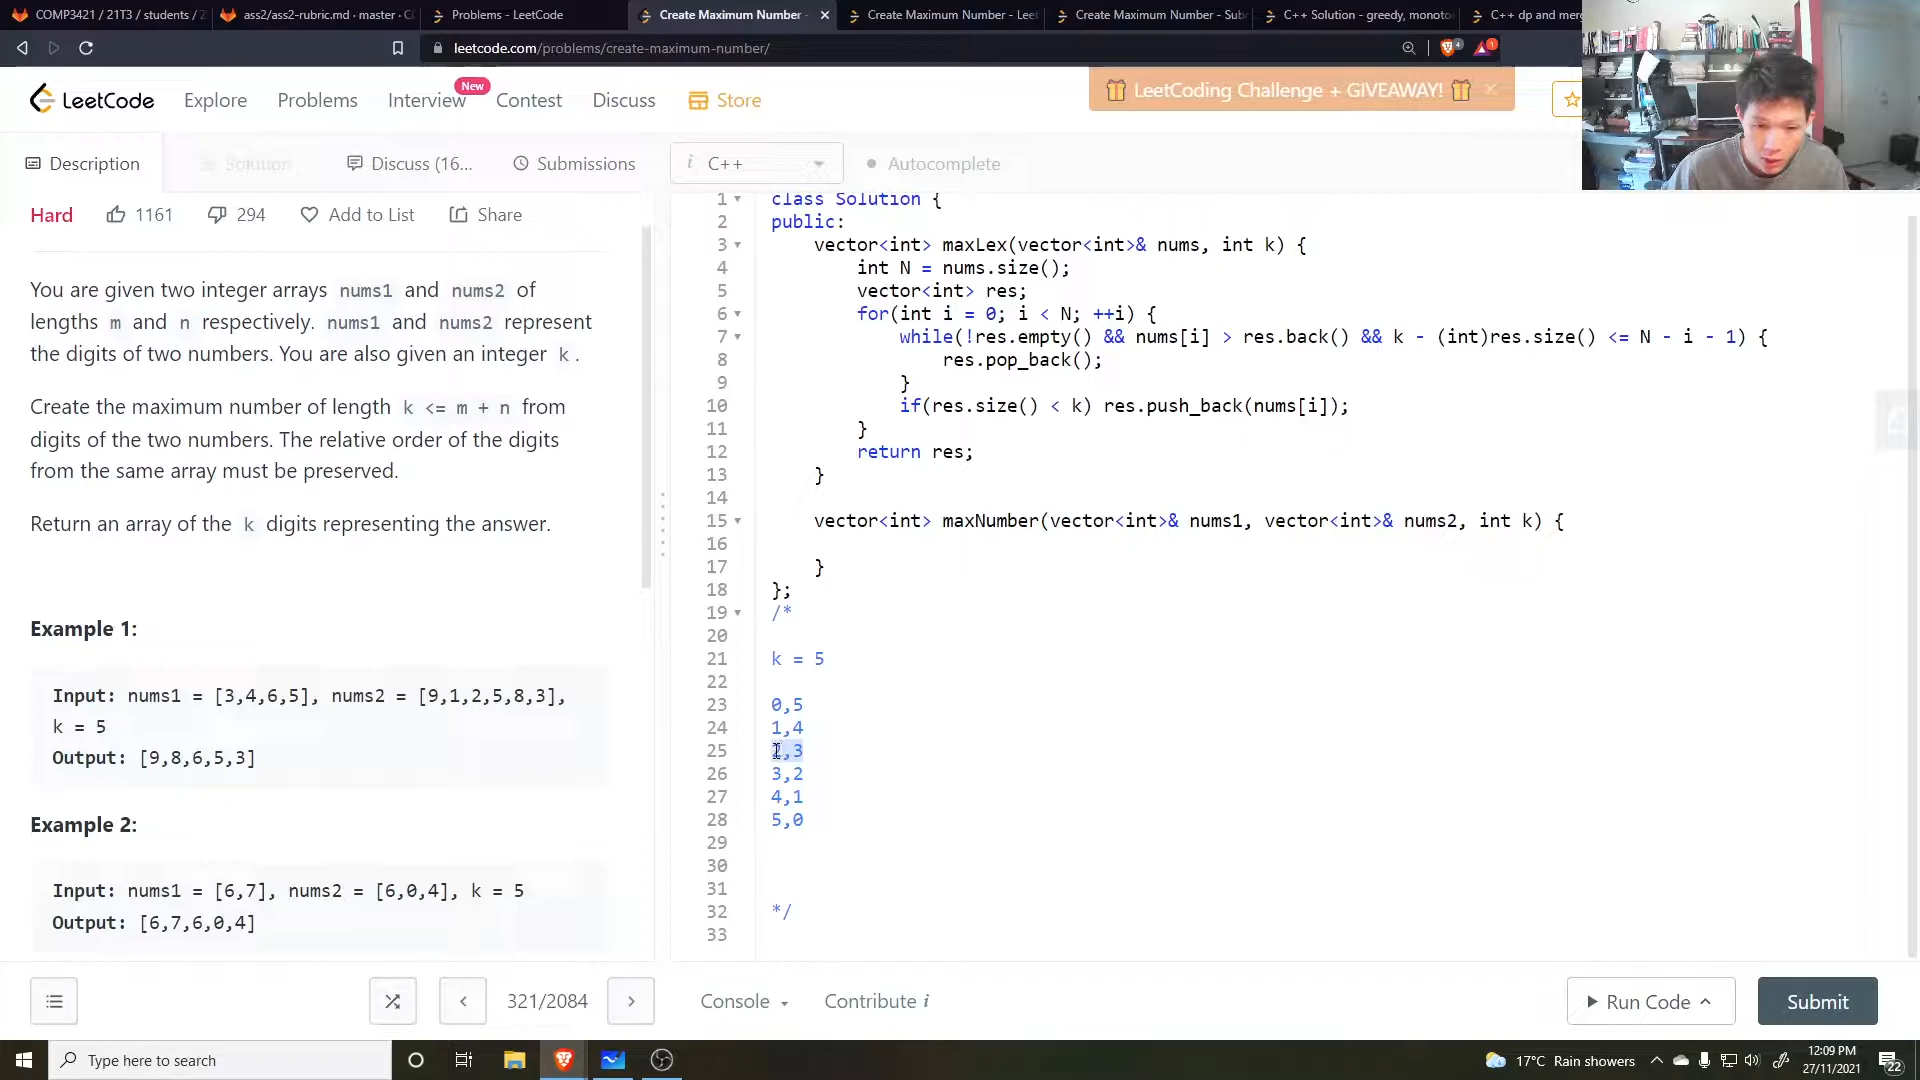 COMP3421 / 21T3 / students / Z
ass2/ass2-rubric.md · master · C
Problems - LeetCode
Create Maximum Number -
Create Maximum Number - Leet
Create Maximum Number - Sub
C++ Solution - greedy, monoto
C++ dp and mer
leetcode.com/problems/create-maximum-number/
4
1
LeetCode
Explore
Problems
Interview
New
Contest
Discuss
Store
LeetCoding Challenge + GIVEAWAY!
Description
Solution
Discuss (16...
Submissions
i C++
Autocomplete
Hard
1161
294
Add to List
Share
You are given two integer arrays nums1 and nums2 of
lengths m and n respectively. nums1 and nums2 represent
the digits of two numbers. You are also given an integer k.
Create the maximum number of length k <= m + n from
digits of the two numbers. The relative order of the digits
from the same array must be preserved.
Return an array of the k digits representing the answer.
Example 1:
Input: nums1 = [3,4,6,5], nums2 = [9,1,2,5,8,3],
k = 5
Output: [9,8,6,5,3]
Example 2:
Input: nums1 = [6,7], nums2 = [6,0,4], k = 5
Output: [6,7,6,0,4]
1 class Solution {
2 public:
3 vector<int> maxLex(vector<int>& nums, int k) {
4 int N = nums.size();
5 vector<int> res;
6 for(int i = 0; i < N; ++i) {
7 while(!res.empty() && nums[i] > res.back() && k - (int)res.size() <= N - i - 1) {
8 res.pop_back();
9 }
10 if(res.size() < k) res.push_back(nums[i]);
11 }
12 return res;
13 }
14
15 vector<int> maxNumber(vector<int>& nums1, vector<int>& nums2, int k) {
16
17 }
18 };
19 /*
20
21 k = 5
22
23 0,5
24 1,4
25 2,3
26 3,2
27 4,1
28 5,0
29
30
31
32 */
33
321/2084
Console
Contribute i
Run Code
Submit
Type here to search
17°C Rain showers
12:09 PM
27/11/2021
22